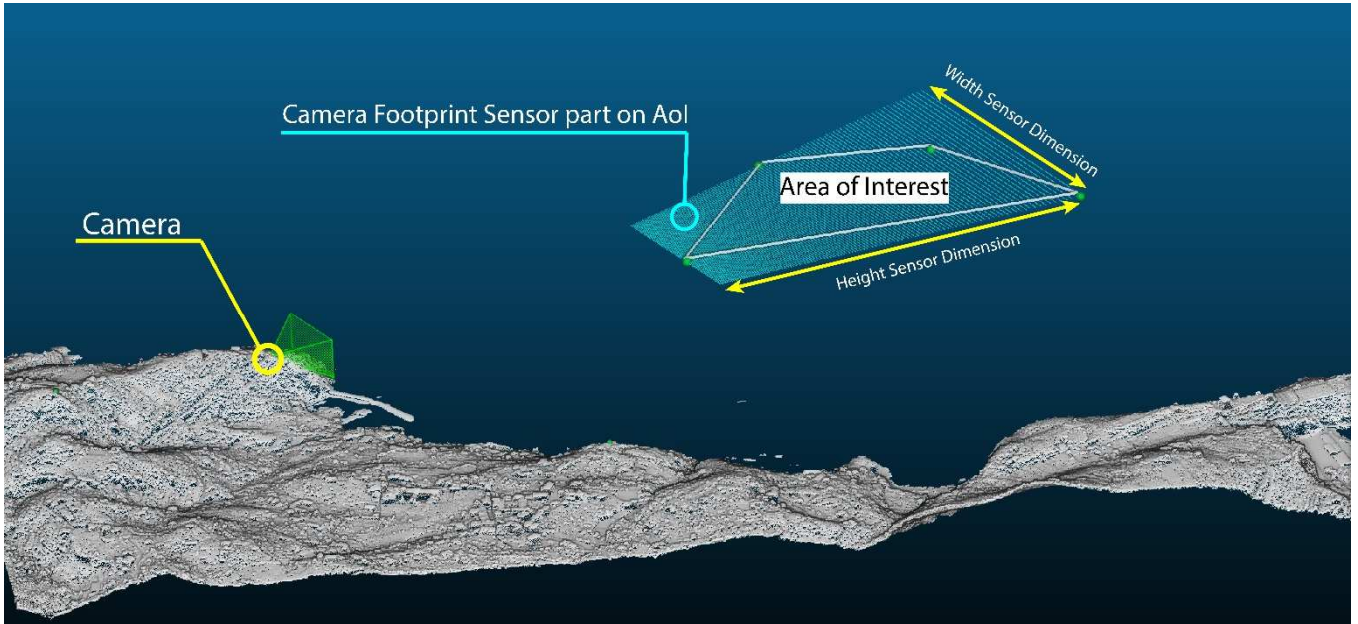 Width Sensor Dimension
Camera Footprint Sensor part on AoI
Area of Interest
Camera
Height Sensor Dimension